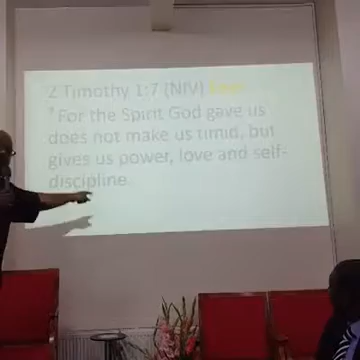 2 Timothy 1:7 (NIV)
7 For the Spirit God gave us
does not make us timid, but
gives us power, love and self-
discipline.